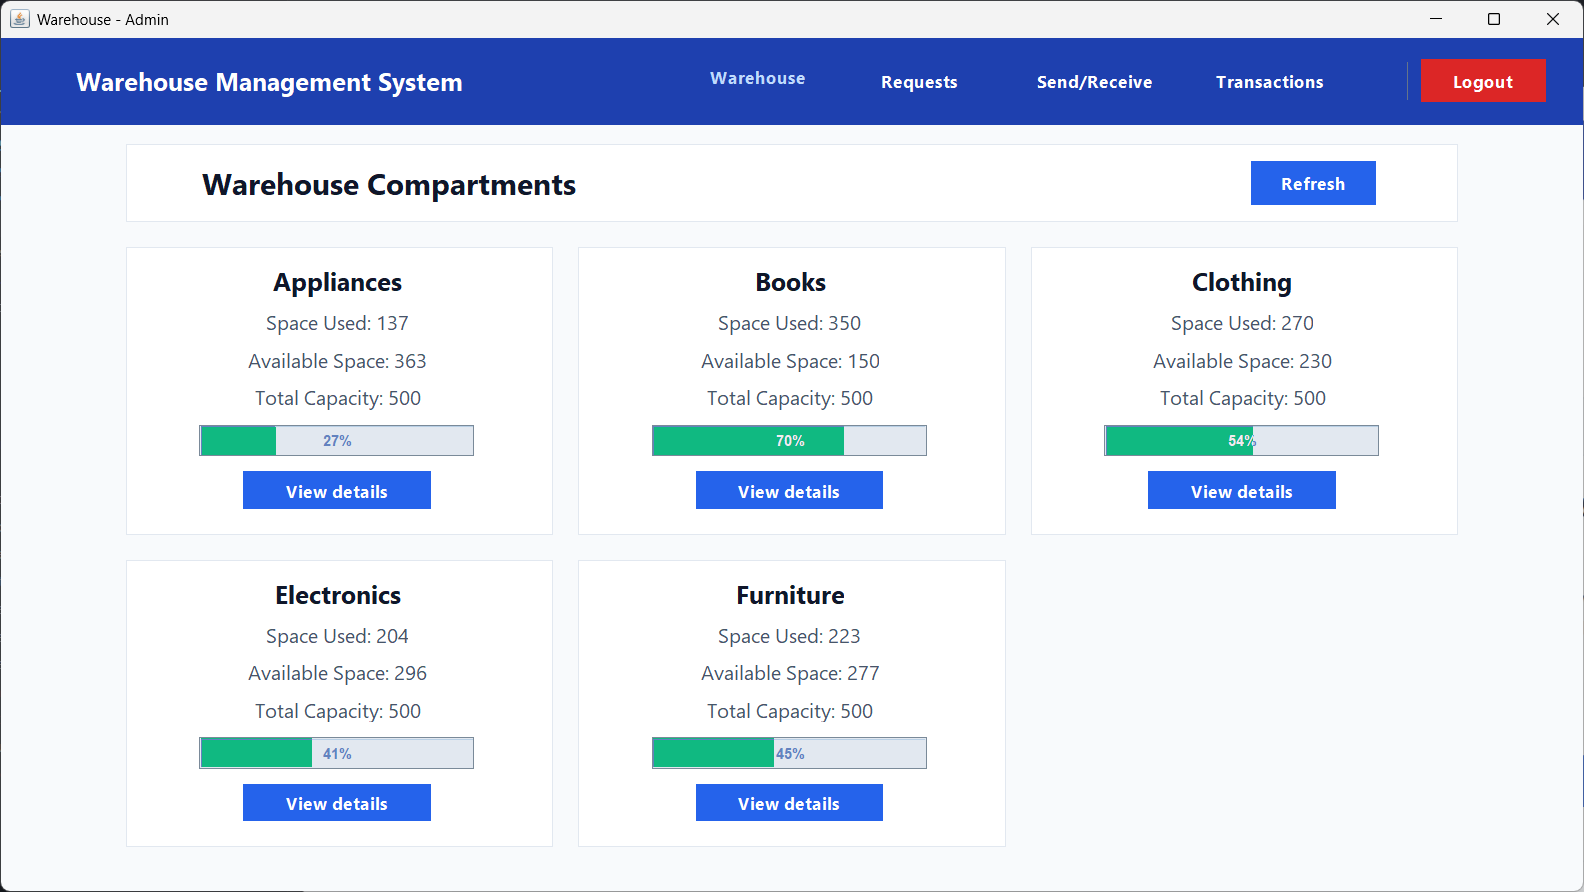 Warehouse - Admin
Warehouse Management System
Warehouse
Requests
Send/Receive
Transactions
Logout
Warehouse Compartments
Refresh
Appliances
Space Used: 137
Available Space: 363
Total Capacity: 500
27%
View details
Books
Space Used: 350
Available Space: 150
Total Capacity: 500
70%
View details
Clothing
Space Used: 270
Available Space: 230
Total Capacity: 500
54%
View details
Electronics
Space Used: 204
Available Space: 296
Total Capacity: 500
41%
View details
Furniture
Space Used: 223
Available Space: 277
Total Capacity: 500
45%
View details